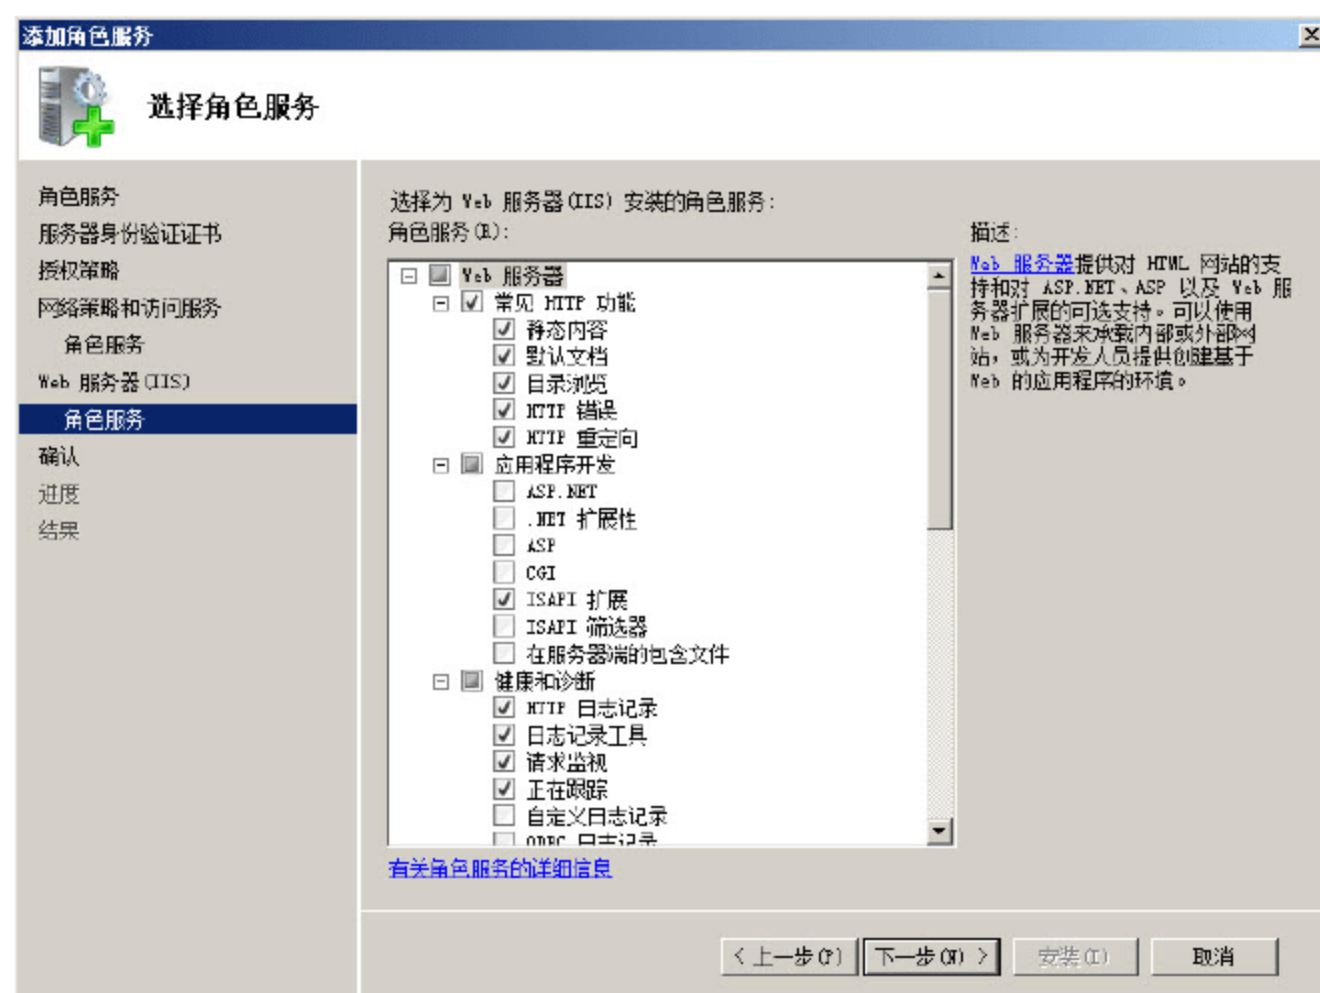 添加角色服务
选择角色服务
角色服务
服务器身份验证证书
授权策略
网络策略和访问服务
角色服务
Web 服务器(IIS)
角色服务
确认
进度
结果
选择为 Web 服务器(IIS) 安装的角色服务:
角色服务(R):
Web 服务器
常见 HTTP 功能
静态内容
默认文档
目录浏览
HTTP 错误
HTTP 重定向
应用程序开发
ASP.NET
.NET 扩展性
ASP
CGI
ISAPI 扩展
ISAPI 筛选器
在服务器端的包含文件
健康和诊断
HTTP 日志记录
日志记录工具
请求监视
正在跟踪
自定义日志记录
ODBC 日志记录
有关角色服务的详细信息
描述:
Web 服务器提供对 HTML 网站的支
持和对 ASP.NET、ASP 以及 Web 服
务器扩展的可选支持。可以使用
Web 服务器来承载内部或外部网
站，或为开发人员提供创建基于
Web 的应用程序的环境。
< 上一步(P)
下一步(N) >
安装(I)
取消